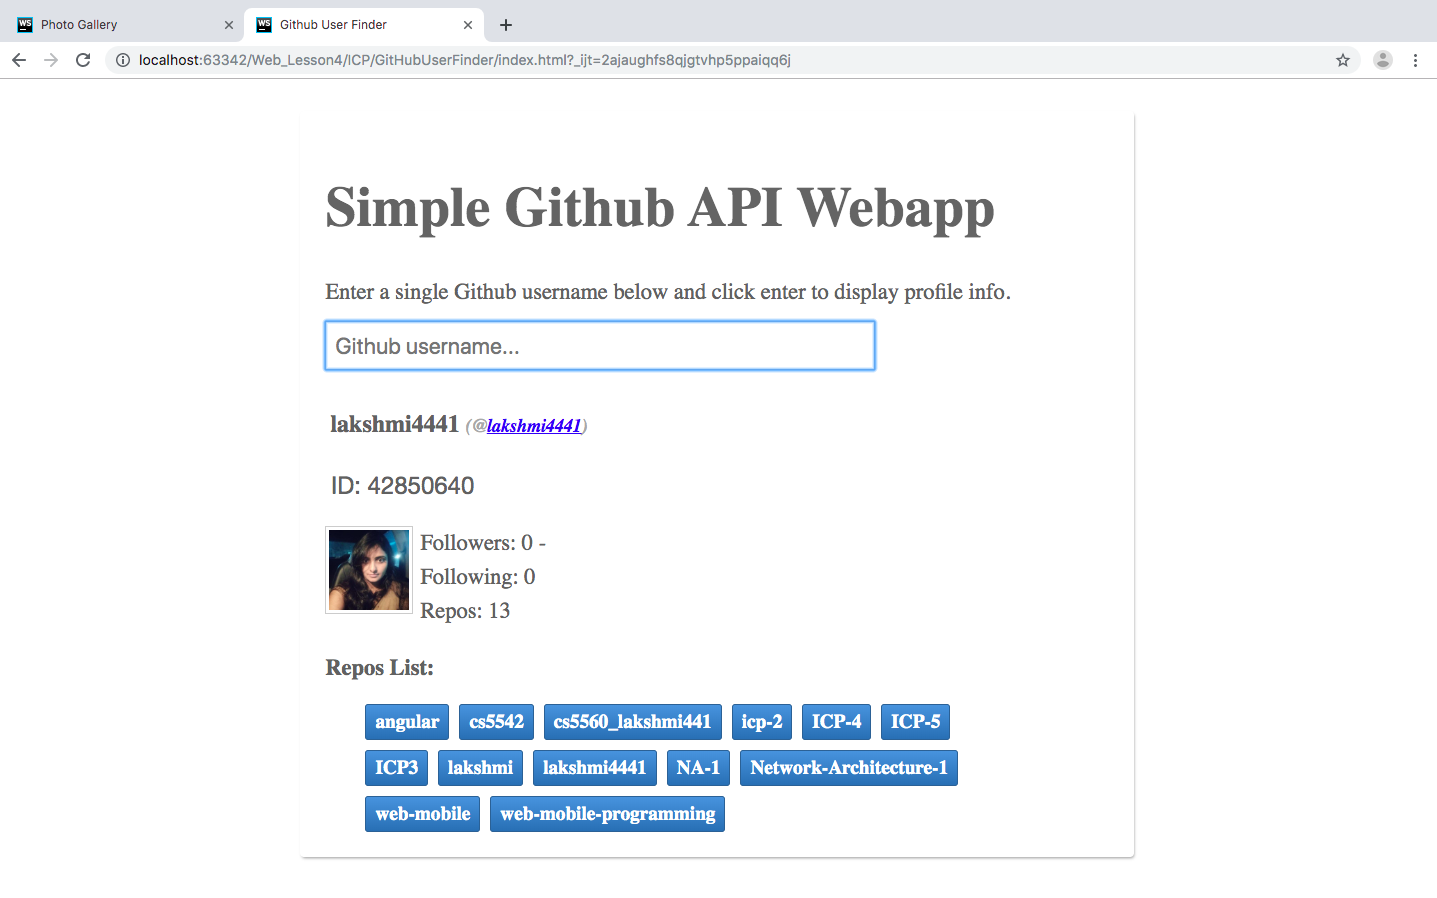 Photo Gallery
Github User Finder
localhost:63342/Web_Lesson4/ICP/GitHubUserFinder/index.html?_ijt=2ajaughfs8qjgtvhp5ppaiqq6j
Simple Github API Webapp
Enter a single Github username below and click enter to display profile info.
Github username...
lakshmi4441 (@lakshmi4441)
ID: 42850640
Followers: 0 -
Following: 0
Repos: 13
Repos List:
angular cs5542 cs5560_lakshmi441 icp-2 ICP-4 ICP-5
ICP3 lakshmi lakshmi4441 NA-1 Network-Architecture-1
web-mobile web-mobile-programming